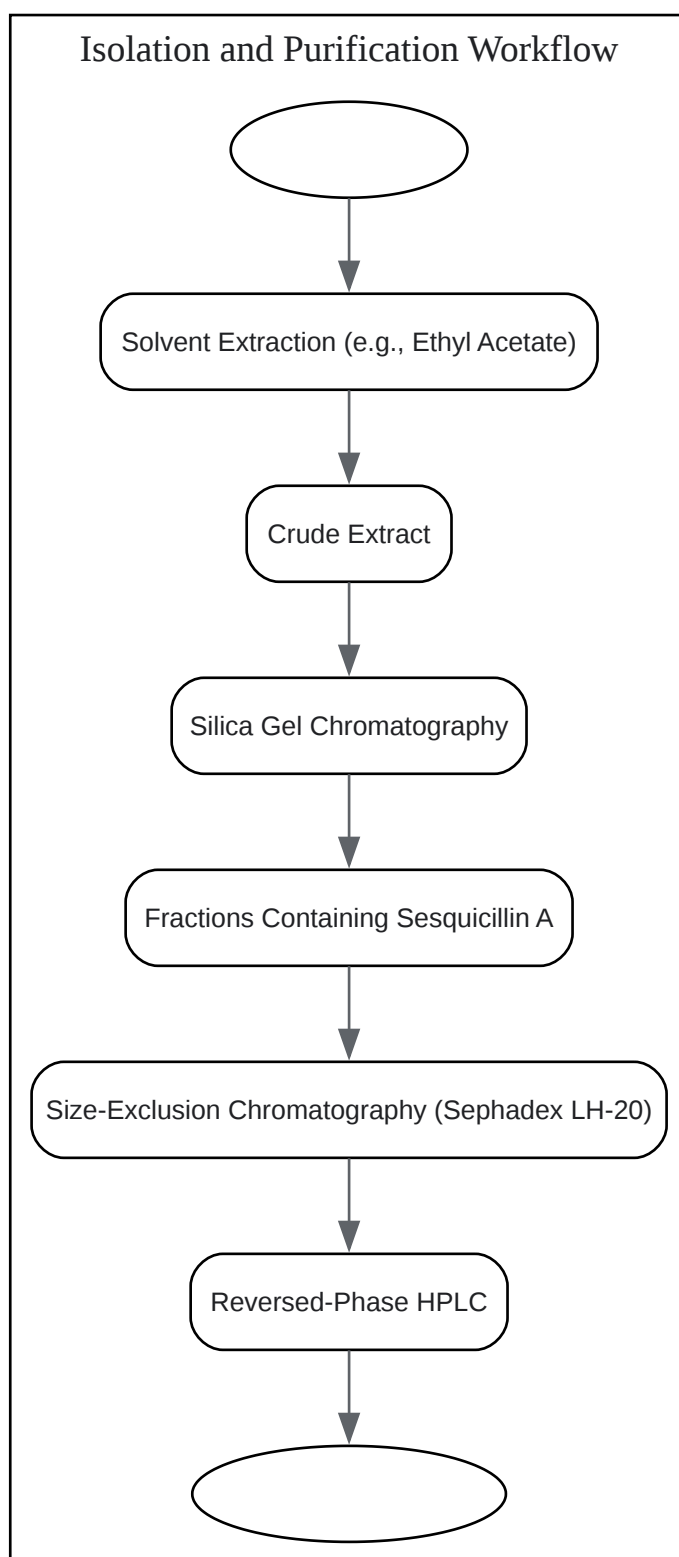 Isolation and Purification Workflow
Solvent Extraction (e.g., Ethyl Acetate)
Crude Extract
Silica Gel Chromatography
Fractions Containing Sesquicillin A
Size-Exclusion Chromatography (Sephadex LH-20)
Reversed-Phase HPLC